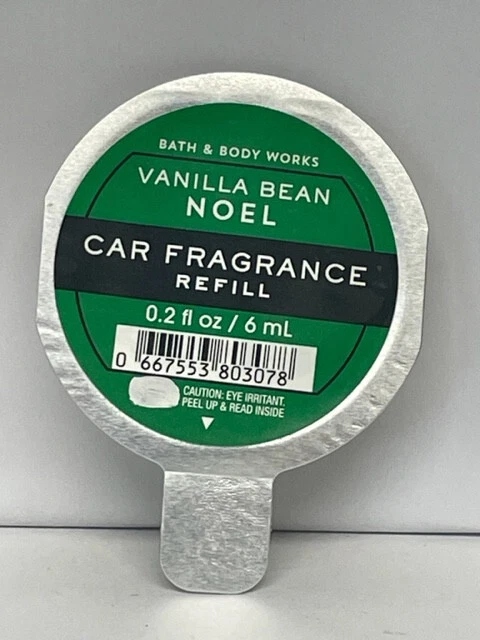 BATH & BODY WORKS
VANILLA BEAN
NOEL
CAR FRAGRANCE
REFILL
0.2 fl oz / 6 mL
0 667553 803078
CAUTION: EYE IRRITANT.
PEEL UP & READ INSIDE